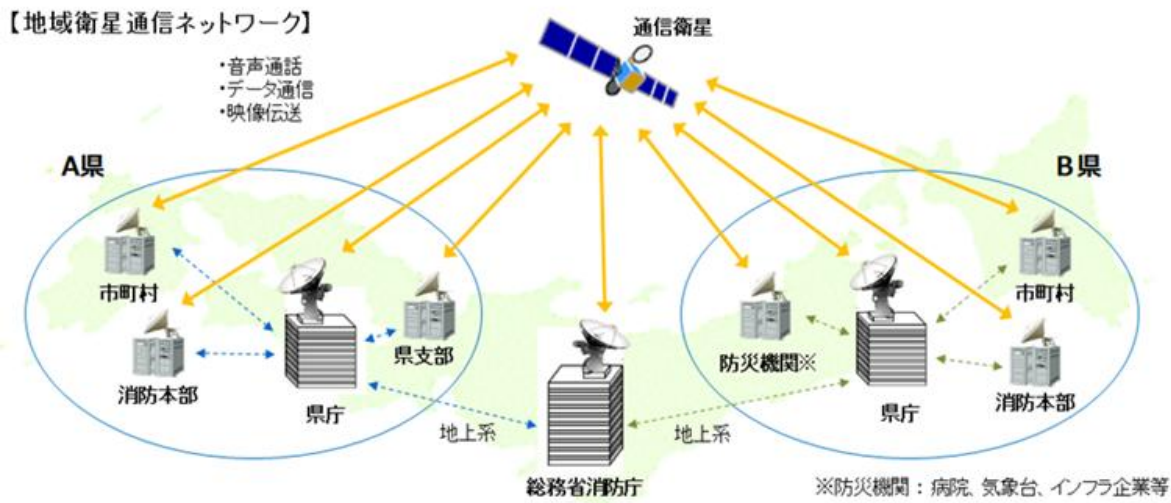 【地域衛星通信ネットワーク】
・音声通話
・データ通信
・映像伝送
通信衛星
A県
B県
市町村
消防本部
県庁
県支部
地上系
総務省消防庁
地上系
防災機関※
県庁
市町村
消防本部
※防災機関：病院、気象台、インフラ企業等